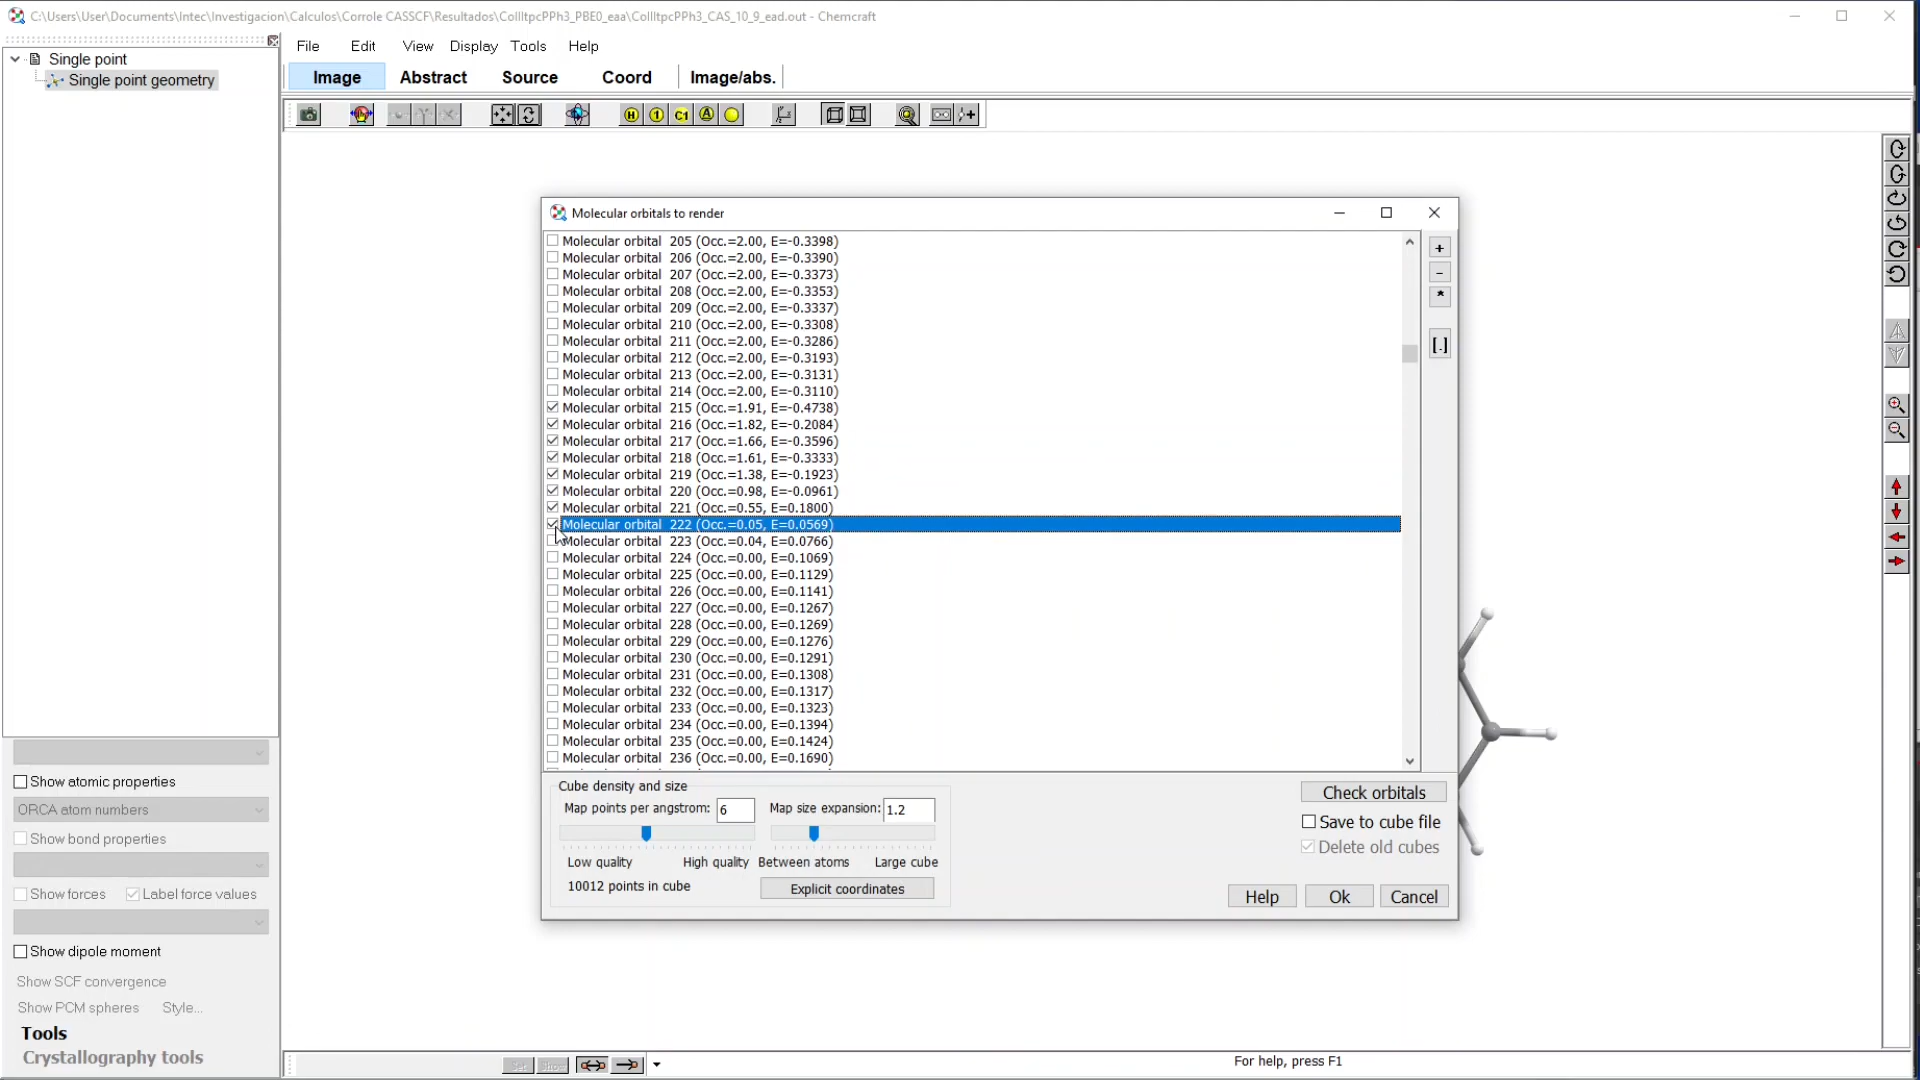 C:\Users\User\Documents\Intec\Investigacion\Calculos\Corrole CASSCF\Resultados\CoIIItpcPPh3_PBE0_eaa\CoIIItpcPPh3_CAS_10_9_ead.out - Chemcraft
File Edit View Display Tools Help
Single point
Single point geometry
Image Abstract Source Coord Image/abs.
Molecular orbitals to render
Molecular orbital 205 (Occ.=2.00, E=-0.3398)
Molecular orbital 206 (Occ.=2.00, E=-0.3390)
Molecular orbital 207 (Occ.=2.00, E=-0.3373)
Molecular orbital 208 (Occ.=2.00, E=-0.3353)
Molecular orbital 209 (Occ.=2.00, E=-0.3337)
Molecular orbital 210 (Occ.=2.00, E=-0.3308)
Molecular orbital 211 (Occ.=2.00, E=-0.3286)
Molecular orbital 212 (Occ.=2.00, E=-0.3193)
Molecular orbital 213 (Occ.=2.00, E=-0.3131)
Molecular orbital 214 (Occ.=2.00, E=-0.3110)
Molecular orbital 215 (Occ.=1.91, E=-0.4738)
Molecular orbital 216 (Occ.=1.82, E=-0.2084)
Molecular orbital 217 (Occ.=1.66, E=-0.3596)
Molecular orbital 218 (Occ.=1.61, E=-0.3333)
Molecular orbital 219 (Occ.=1.38, E=-0.1923)
Molecular orbital 220 (Occ.=0.98, E=-0.0961)
Molecular orbital 221 (Occ.=0.55, E=0.1800)
Molecular orbital 222 (Occ.=0.05, E=0.0569)
Molecular orbital 223 (Occ.=0.04, E=0.0766)
Molecular orbital 224 (Occ.=0.00, E=0.1069)
Molecular orbital 225 (Occ.=0.00, E=0.1129)
Molecular orbital 226 (Occ.=0.00, E=0.1141)
Molecular orbital 227 (Occ.=0.00, E=0.1267)
Molecular orbital 228 (Occ.=0.00, E=0.1269)
Molecular orbital 229 (Occ.=0.00, E=0.1276)
Molecular orbital 230 (Occ.=0.00, E=0.1291)
Molecular orbital 231 (Occ.=0.00, E=0.1308)
Molecular orbital 232 (Occ.=0.00, E=0.1317)
Molecular orbital 233 (Occ.=0.00, E=0.1323)
Molecular orbital 234 (Occ.=0.00, E=0.1394)
Molecular orbital 235 (Occ.=0.00, E=0.1424)
Molecular orbital 236 (Occ.=0.00, E=0.1690)
+
-
*
[.]
Cube density and size
Map points per angstrom: 6 Map size expansion: 1.2
Low quality High quality Between atoms Large cube
10012 points in cube Explicit coordinates
Check orbitals
Save to cube file
Delete old cubes
Help Ok Cancel
Show atomic properties
ORCA atom numbers
Show bond properties
Show forces Label force values
Show dipole moment
Show SCF convergence
Show PCM spheres Style...
Tools
Crystallography tools
For help, press F1